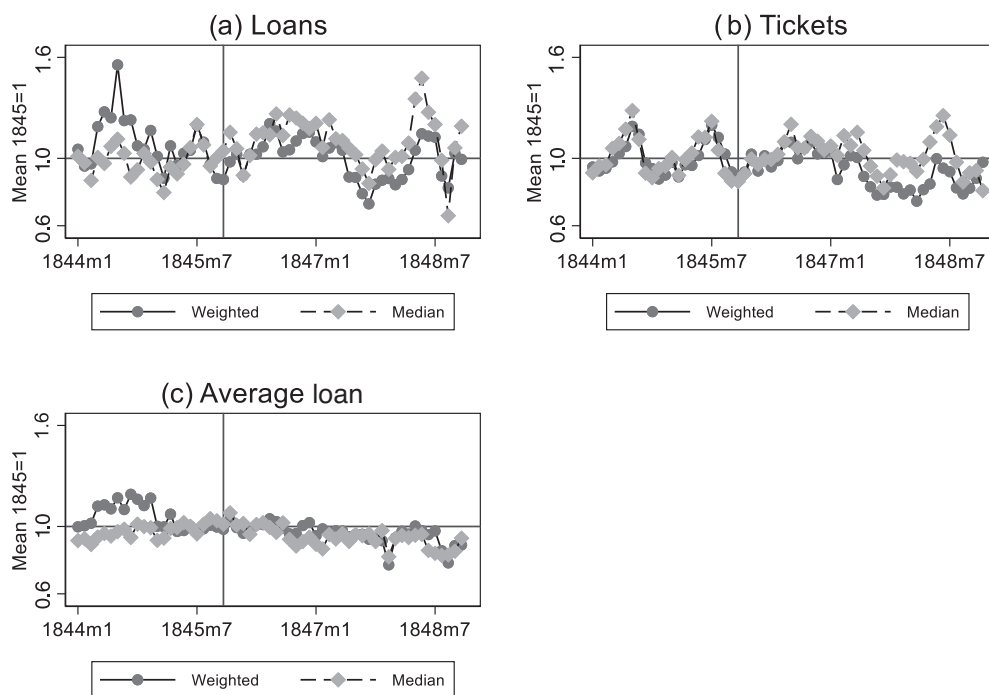 (a) Loans
Mean 1845=1
1.6
1.0
0.6
1844m1 1845m7 1847m1 1848m7
Weighted Median
(b) Tickets
Mean 1845=1
1.6
1.0
0.6
1844m1 1845m7 1847m1 1848m7
Weighted Median
(c) Average loan
Mean 1845=1
1.6
1.0
0.6
1844m1 1845m7 1847m1 1848m7
Weighted Median